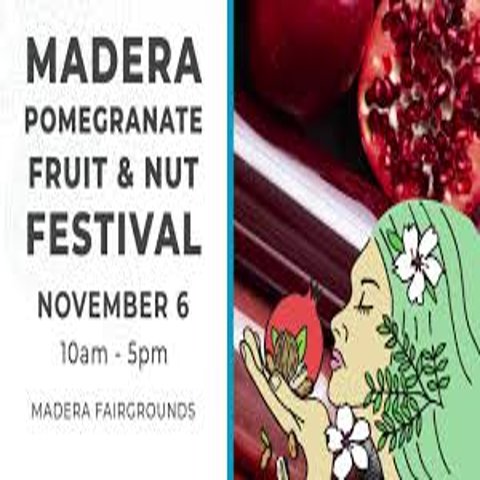 MADERA
POMEGRANATE
FRUIT & NUT
FESTIVAL
NOVEMBER 6
10am - 5pm
MADERA FAIRGROUNDS